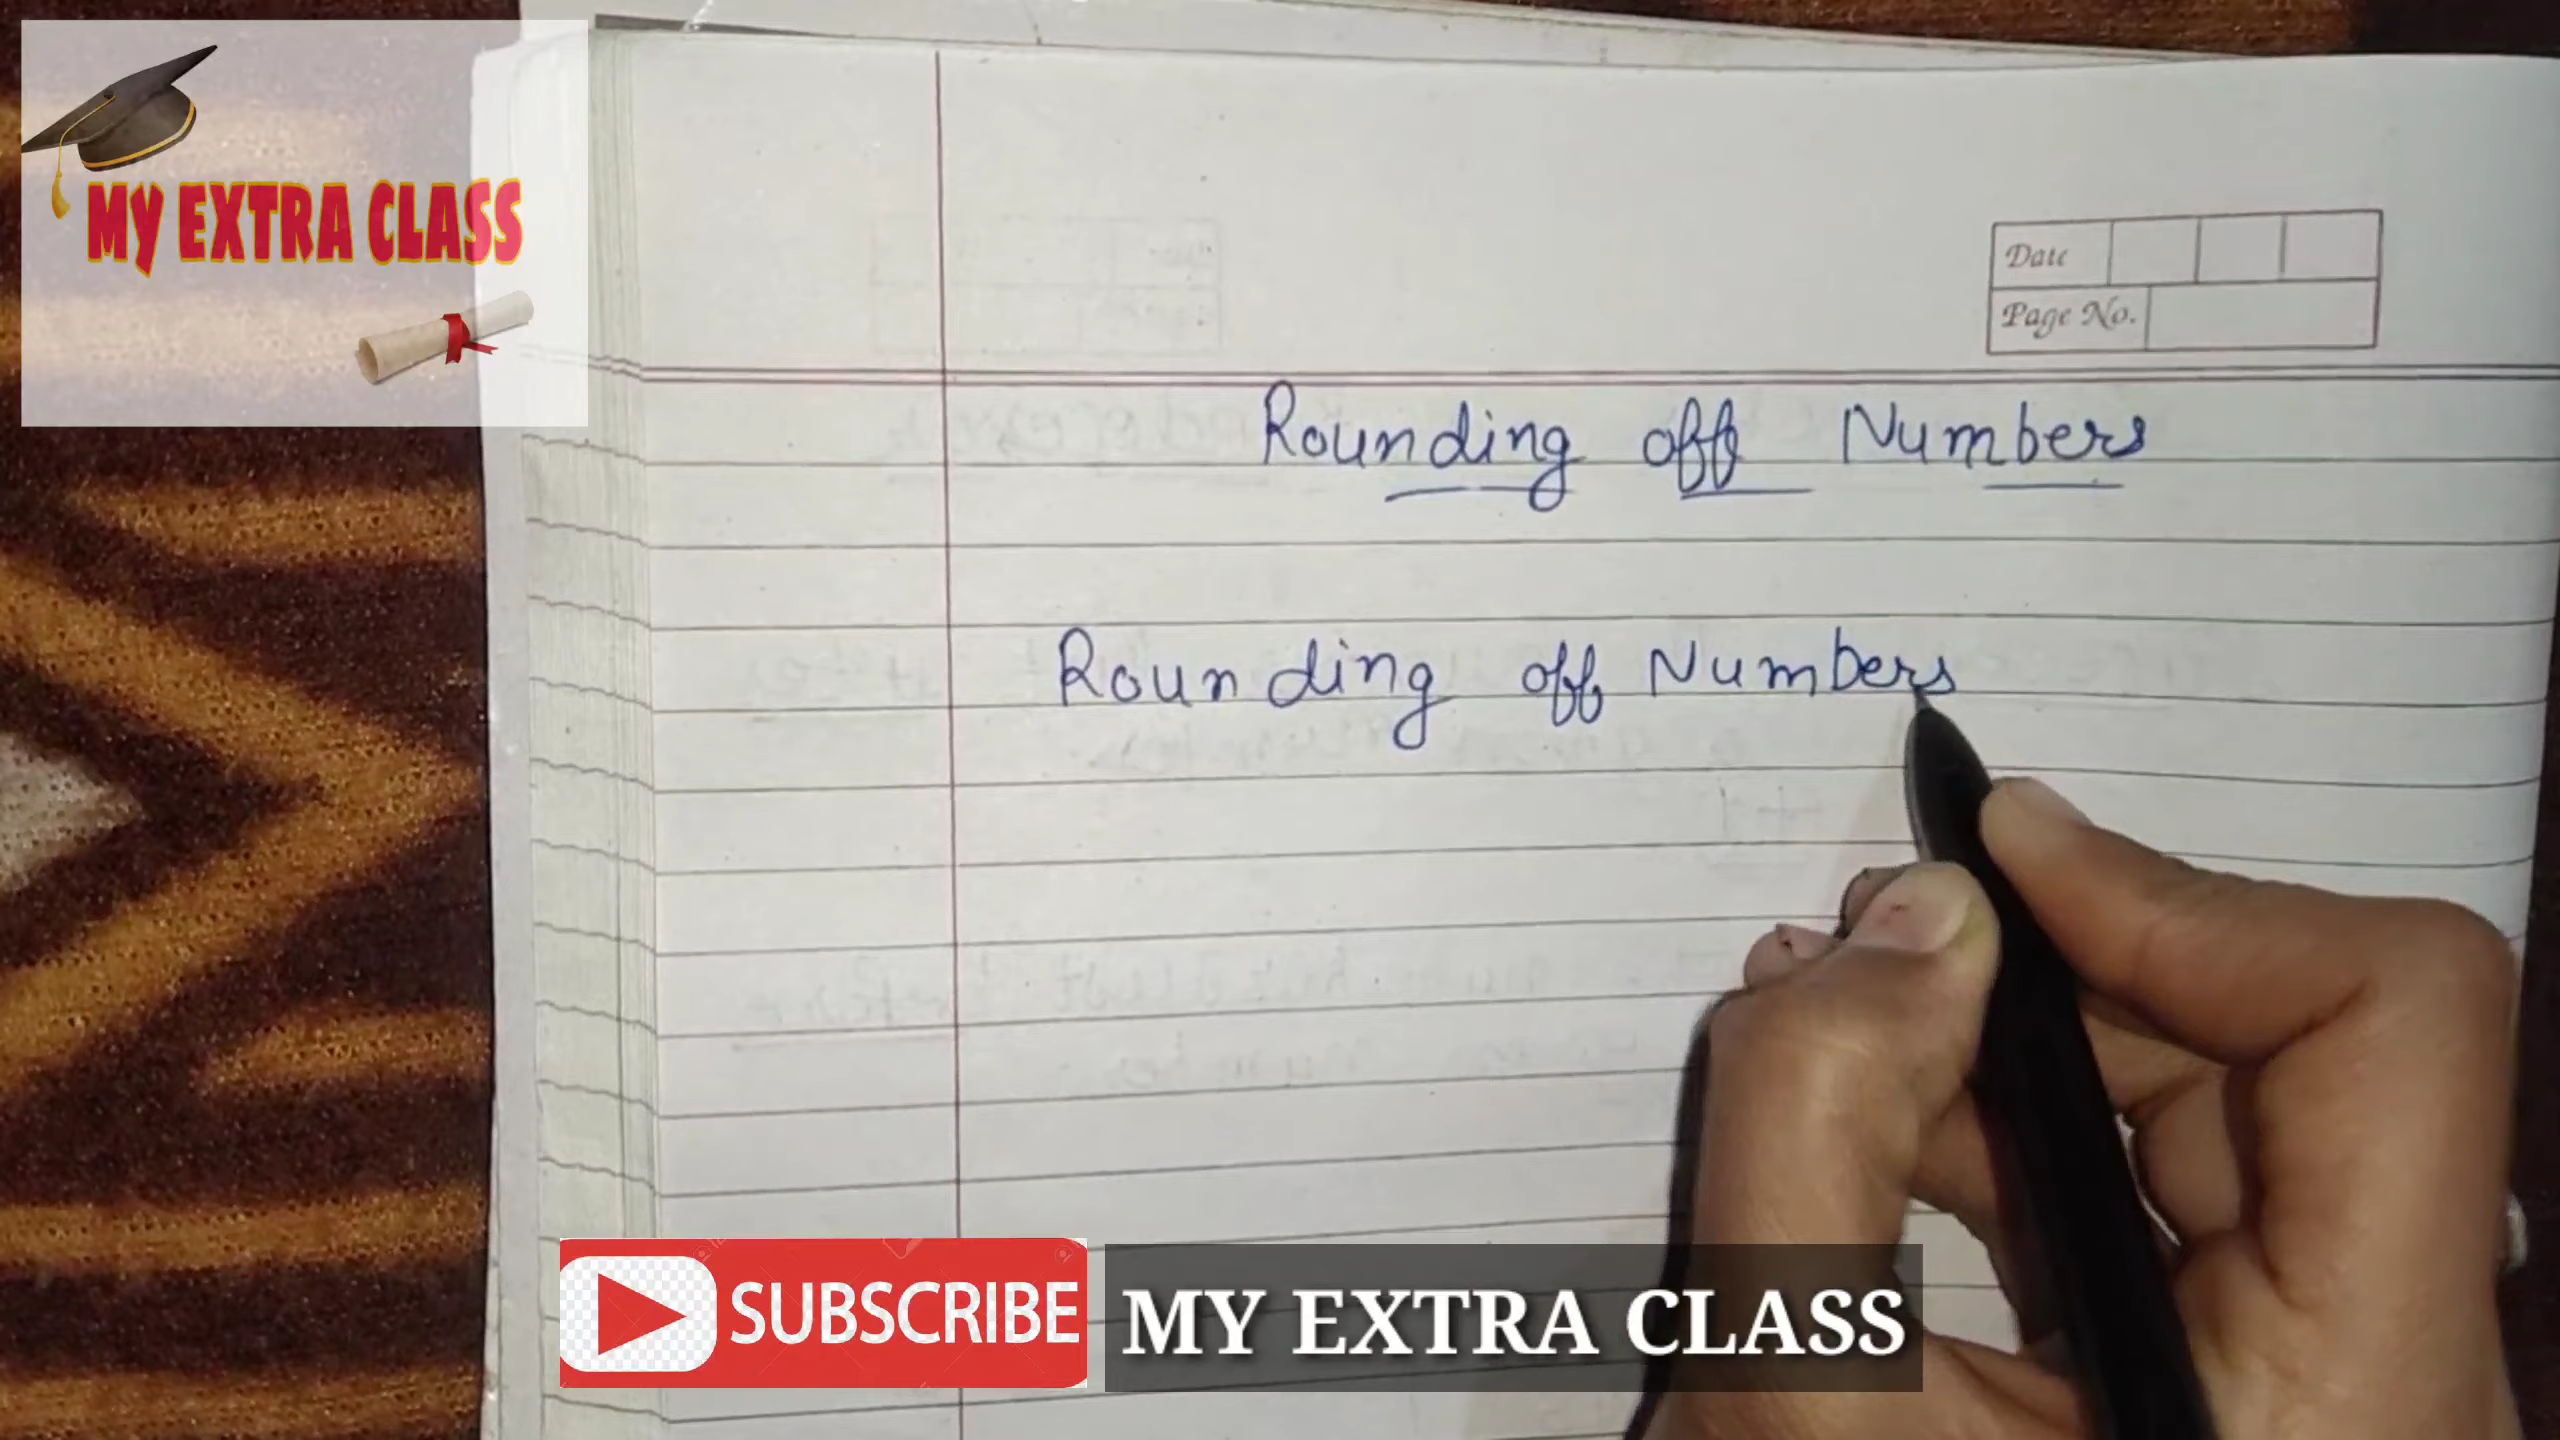 MY EXTRA CLASS
Date
Page No.
Rounding off Numbers
Rounding off Numbers
SUBSCRIBE
MY EXTRA CLASS